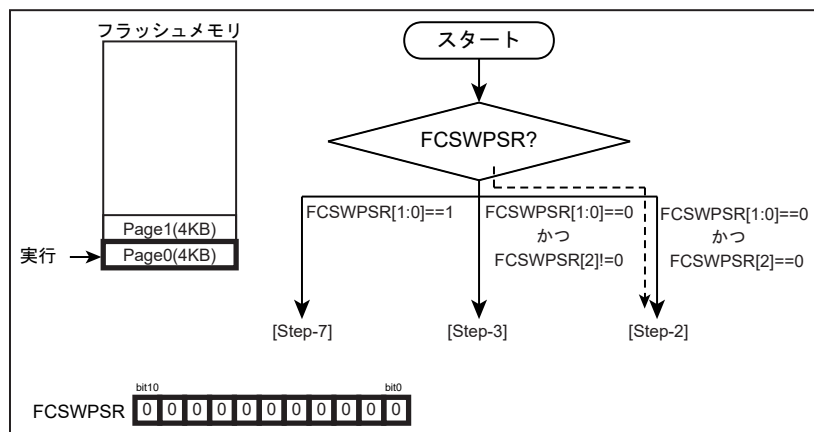 フラッシュメモリ
スタート
FCSWPSR?
FCSWPSR[1:0]==1
FCSWPSR[1:0]==0
かつ
FCSWPSR[2]!=0
FCSWPSR[1:0]==0
かつ
FCSWPSR[2]==0
Page1(4KB)
実行
Page0(4KB)
[Step-7]
[Step-3]
[Step-2]
bit10
bit0
FCSWPSR
0 0 0 0 0 0 0 0 0 0 0